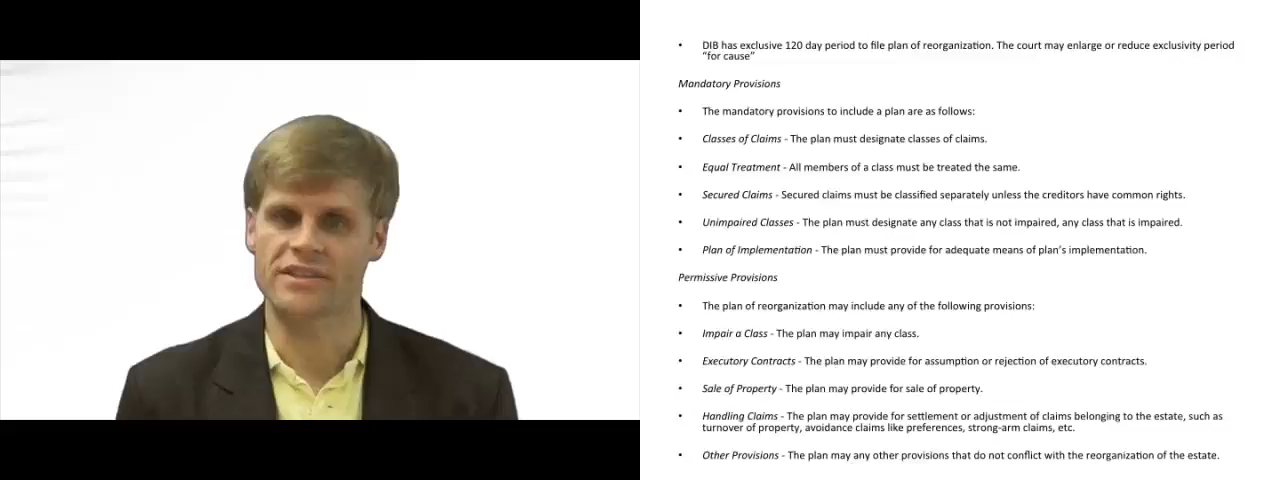 • DIB has exclusive 120 day period to file plan of reorganization. The court may enlarge or reduce exclusivity period
“for cause”
Mandatory Provisions
• The mandatory provisions to include a plan are as follows:
• Classes of Claims - The plan must designate classes of claims.
• Equal Treatment - All members of a class must be treated the same.
• Secured Claims - Secured claims must be classified separately unless the creditors have common rights.
• Unimpaired Classes - The plan must designate any class that is not impaired, any class that is impaired.
• Plan of Implementation - The plan must provide for adequate means of plan’s implementation.
Permissive Provisions
• The plan of reorganization may include any of the following provisions:
• Impair a Class - The plan may impair any class.
• Executory Contracts - The plan may provide for assumption or rejection of executory contracts.
• Sale of Property - The plan may provide for sale of property.
• Handling Claims - The plan may provide for settlement or adjustment of claims belonging to the estate, such as
turnover of property, avoidance claims like preferences, strong-arm claims, etc.
• Other Provisions - The plan may any other provisions that do not conflict with the reorganization of the estate.